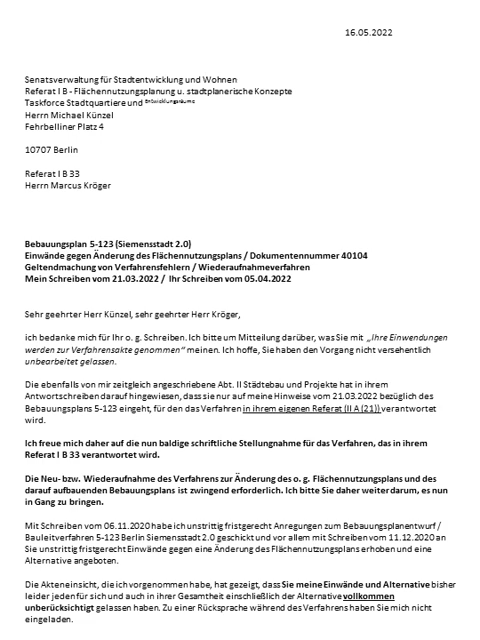 16.05.2022
Senatsverwaltung für Stadtentwicklung und Wohnen
Referat I B - Flächennutzungsplanung u. stadtplanerische Konzepte
Taskforce Stadtquartiere und Entwicklungsräume
Herrn Michael Künzel
Fehrbelliner Platz 4
10707 Berlin
Referat I B 33
Herrn Marcus Kröger
Bebauungsplan 5-123 (Siemensstadt 2.0)
Einwände gegen Änderung des Flächennutzungsplans / Dokumentennummer 40104
Geltendmachung von Verfahrensfehlern / Wiederaufnahmeverfahren
Mein Schreiben vom 21.03.2022 / Ihr Schreiben vom 05.04.2022
Sehr geehrter Herr Künzel, sehr geehrter Herr Kröger,
ich bedanke mich für Ihr o. g. Schreiben. Ich bitte um Mitteilung darüber, was Sie mit „Ihre Einwendungen
werden zur Verfahrensakte genommen“ meinen. Ich hoffe, Sie haben den Vorgang nicht versehentlich
unbearbeitet gelassen.
Die ebenfalls von mir zeitgleich angeschriebene Abt. II Städtebau und Projekte hat in ihrem
Antwortschreiben darauf hingewiesen, dass sie nur auf meine Hinweise vom 21.03.2022 bezüglich des
Bebauungsplans 5-123 eingeht, für den das Verfahren in ihrem eigenen Referat (II A (21)) verantwortet
wird.
Ich freue mich daher auf die nun baldige schriftliche Stellungnahme für das Verfahren, das in ihrem
Referat I B 33 verantwortet wird.
Die Neu- bzw. Wiederaufnahme des Verfahrens zur Änderung des o. g. Flächennutzungsplans und des
darauf aufbauenden Bebauungsplans ist zwingend erforderlich. Ich bitte Sie daher weiter darum, es nun
in Gang zu bringen.
Mit Schreiben vom 06.11.2020 habe ich unstrittig fristgerecht Anregungen zum Bebauungsplanentwurf /
Bauleitverfahren 5-123 Berlin Siemensstadt 2.0 geschickt und vor allem mit Schreiben vom 11.12.2020 an
Sie unstrittig fristgerecht Einwände gegen eine Änderung des Flächennutzungsplans erhoben und eine
Alternative angeboten.
Die Akteneinsicht, die ich vorgenommen habe, hat gezeigt, dass Sie meine Einwände und Alternative bisher
leider jeden für sich und auch in ihrer Gesamtheit einschließlich der Alternative vollkommen
unberücksichtigt gelassen haben. Zu einer Rücksprache während des Verfahrens haben Sie mich nicht
eingeladen.